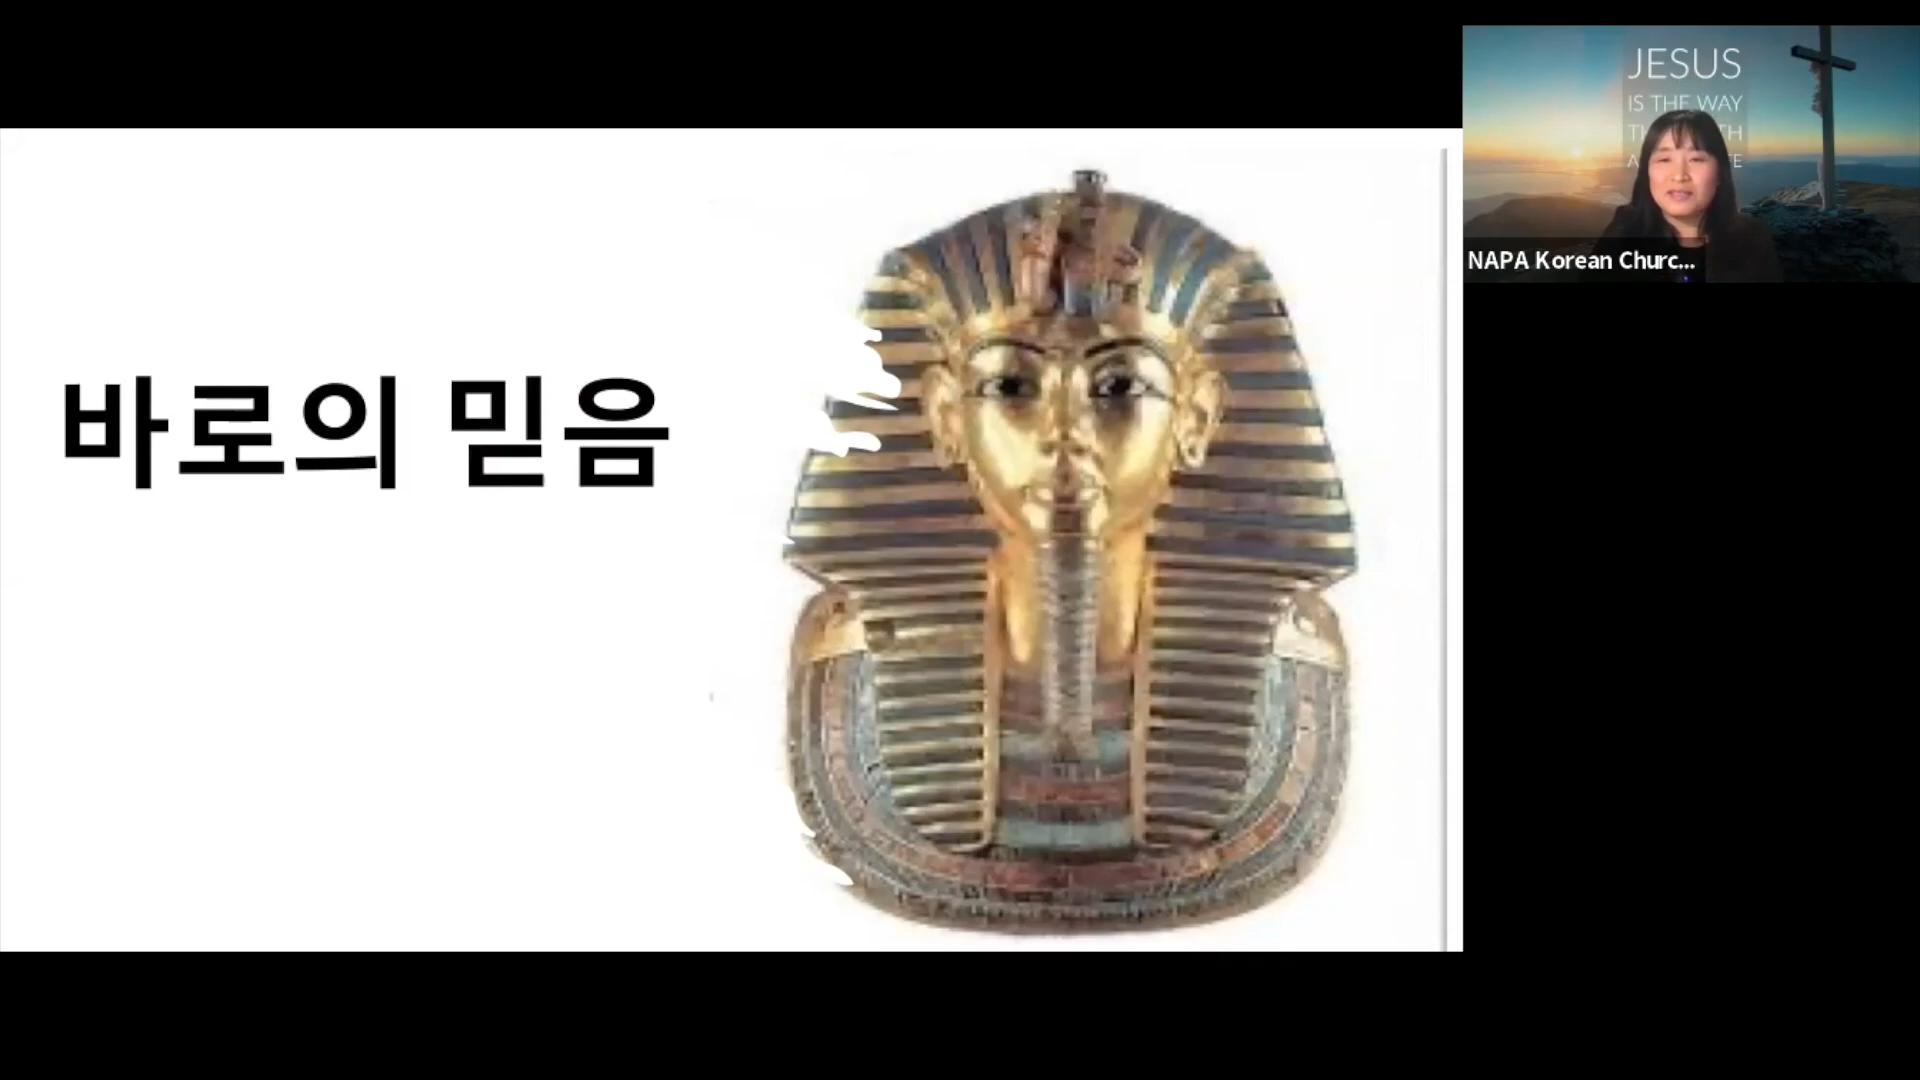 바로의 믿음
JESUS
IS THE WAY
NAPA Korean Churc...